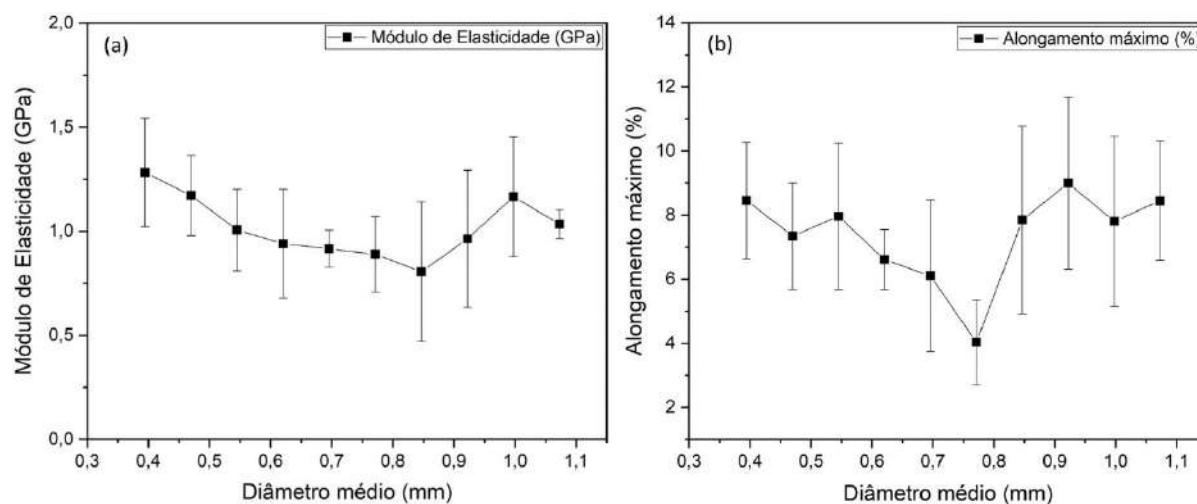 (a)
Módulo de Elasticidade (GPa)
Módulo de Elasticidade (GPa)
2,0
1,5
1,0
0,5
0,0
0,3 0,4 0,5 0,6 0,7 0,8 0,9 1,0 1,1
Diâmetro médio (mm)
(b)
Alongamento máximo (%)
Alongamento máximo (%)
14
12
10
8
6
4
2
0,3 0,4 0,5 0,6 0,7 0,8 0,9 1,0 1,1
Diâmetro médio (mm)